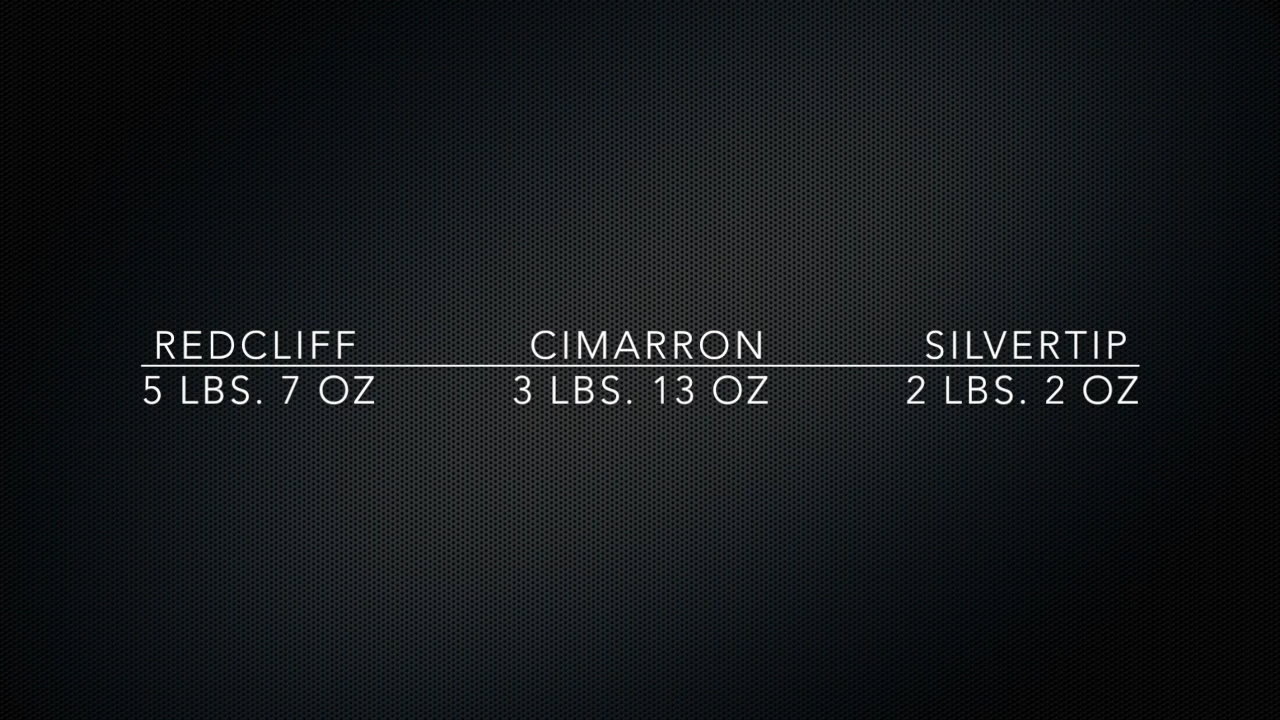 REDCLIFF CIMARRON SILVERTIP
5 LBS. 7 OZ 3 LBS. 13 OZ 2 LBS. 2 OZ